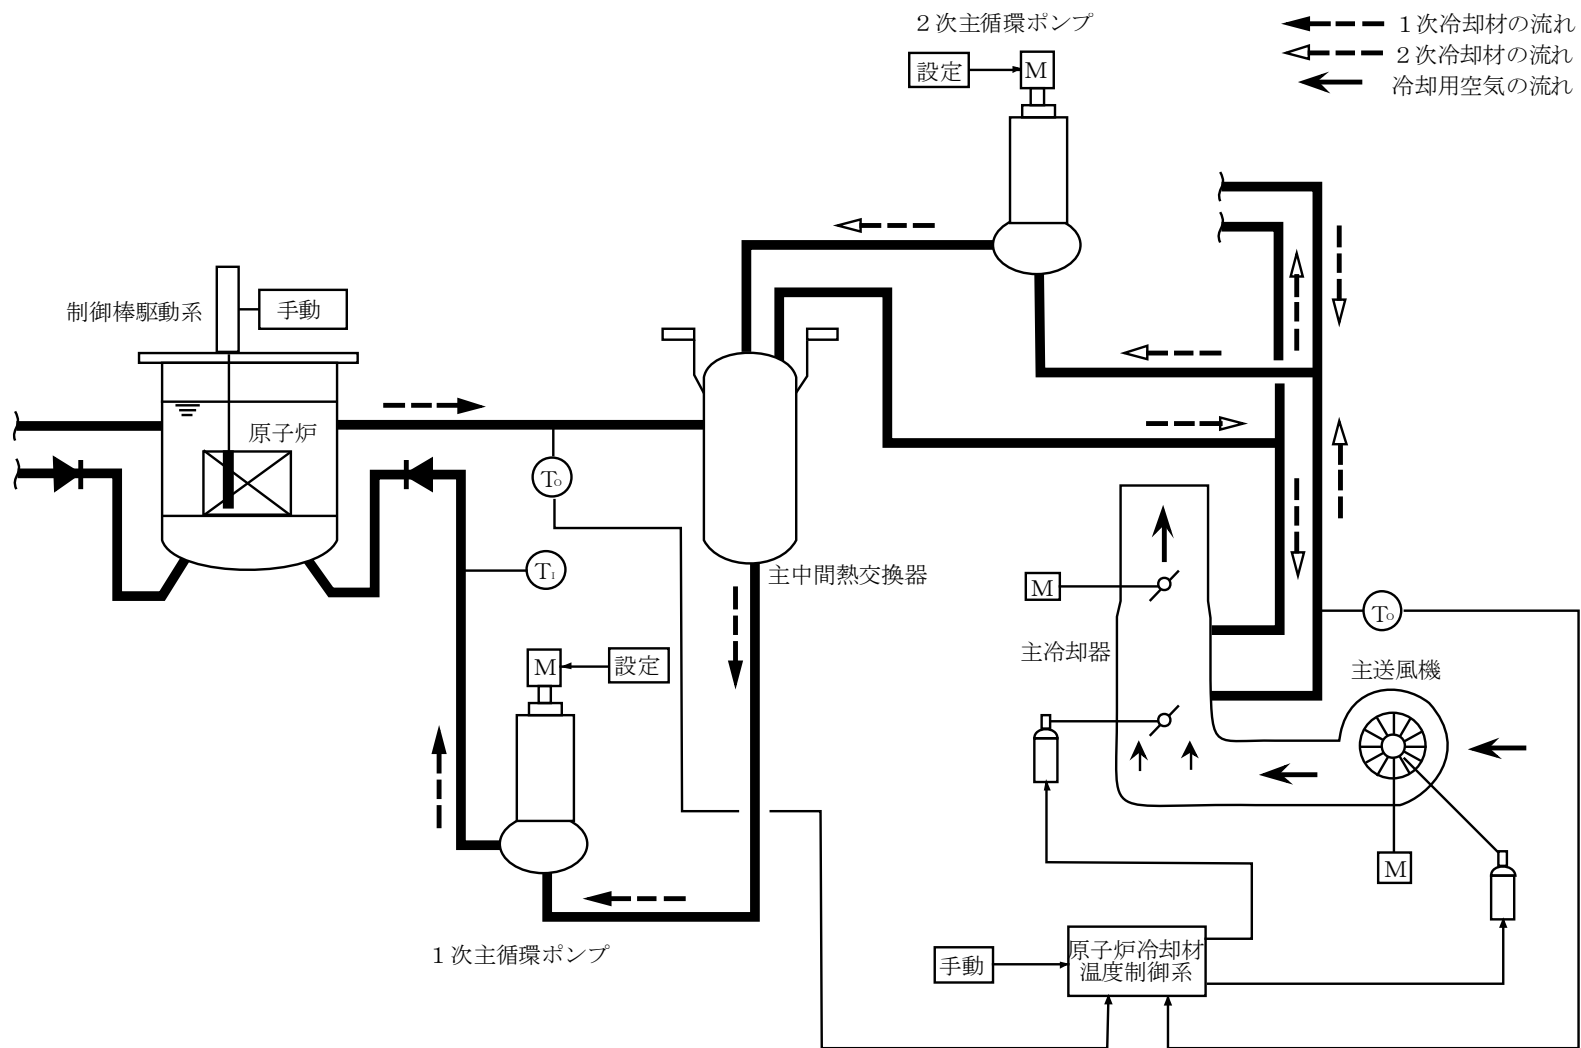 2次主循環ポンプ
1次冷却材の流れ
2次冷却材の流れ
冷却用空気の流れ
設定
M
制御棒駆動系
手動
原子炉
To
TI
主中間熱交換器
M
設定
M
主冷却器
To
主送風機
M
1次主循環ポンプ
手動
原子炉冷却材
温度制御系